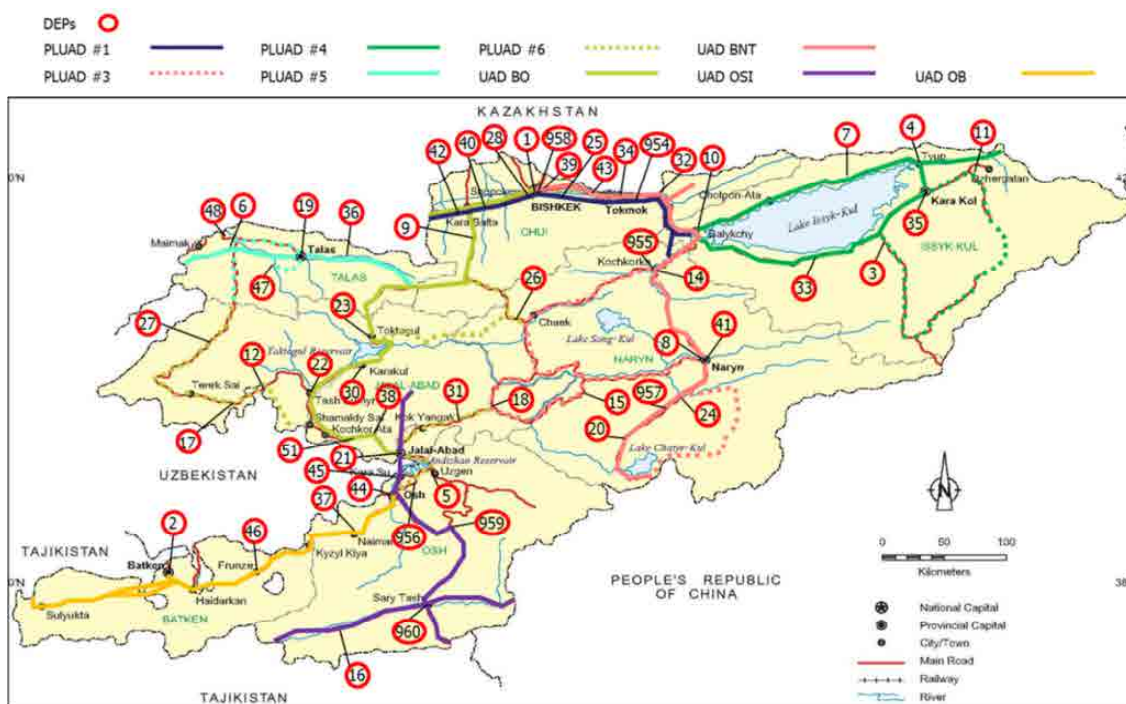 DEPs
PLUAD #1 PLUAD #4 PLUAD #6 UAD BNT
PLUAD #3 PLUAD #5 UAD BO UAD OSI UAD OB
KAZAKHSTAN
42 40 28 1 958 39 25 43 34 954 32 10 7 4 11
0'N
Tyup
Dzhergalan
Cholpon-Ata
Lake Issyk-Kul
Kara Kol
35
BISHKEK
Tokmok
Kara Balta
CHUI
9
Balykchy
ISSYK-KUL
48 6 19 36
Maimak
Talas
TALAS
47
955
Kochkorka
14
33
3
23
26
Toktogul
Chaek
27
Toktogul Reservoir
Lake Song-Kul
8
41
NARYN
Naryn
12
22
Karakul
Terek Sai
Tash
30
38
31
18
15
957
24
17
Shamaldy Sai
Kok Yangak
Kochkor Ata
20
51
21
Jalal-Abad
Lake Chatyr-Kul
UZBEKISTAN
45
Kara Su
Andizhan Reservoir
Uzgen
44
Osh
5
37
956
959
OSH
2
46
TAJIKISTAN
Kyzyl Kiya
Batken
Frunze
0'N
Haidarkan
Sulyukta
BATKEN
Sary Tash
960
16
TAJIKISTAN
PEOPLE'S REPUBLIC
OF CHINA
N
0 50 50 100
Kilometers
38
National Capital
Provincial Capital
City/Town
Main Road
Railway
River